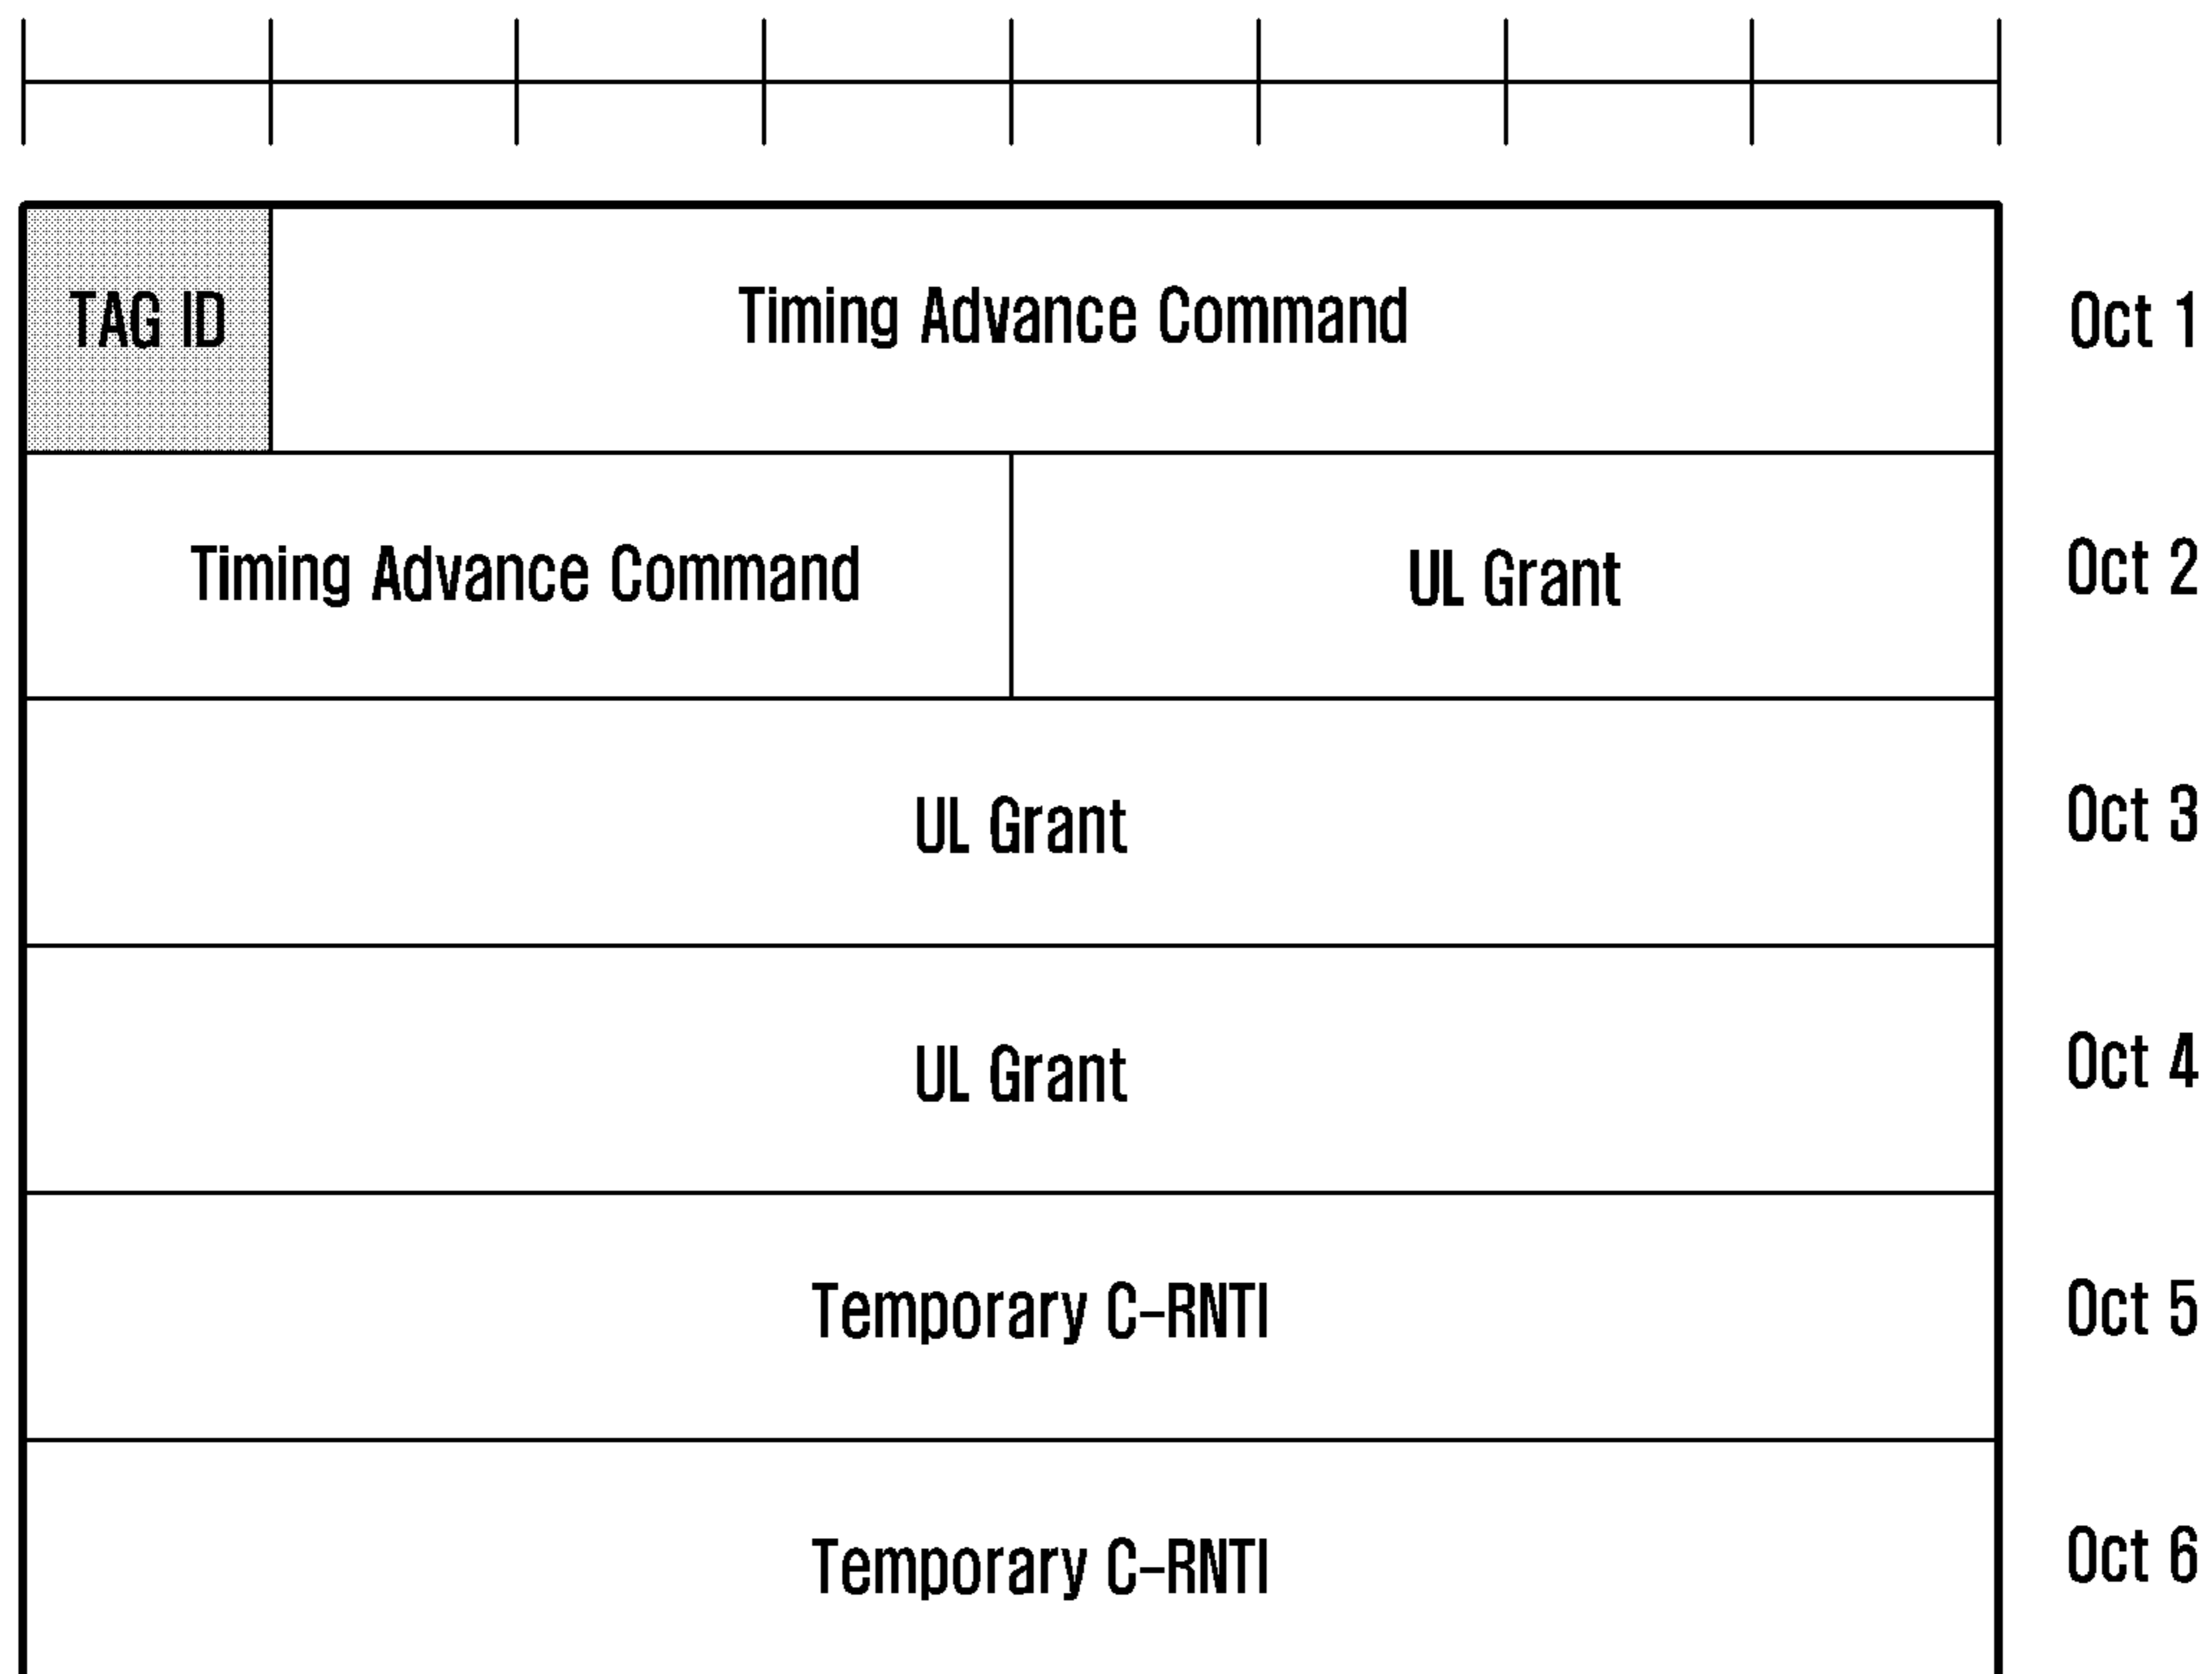 TAG ID Timing Advance Command Oct 1
Timing Advance Command UL Grant Oct 2
UL Grant Oct 3
UL Grant Oct 4
Temporary C-RNTI Oct 5
Temporary C-RNTI Oct 6